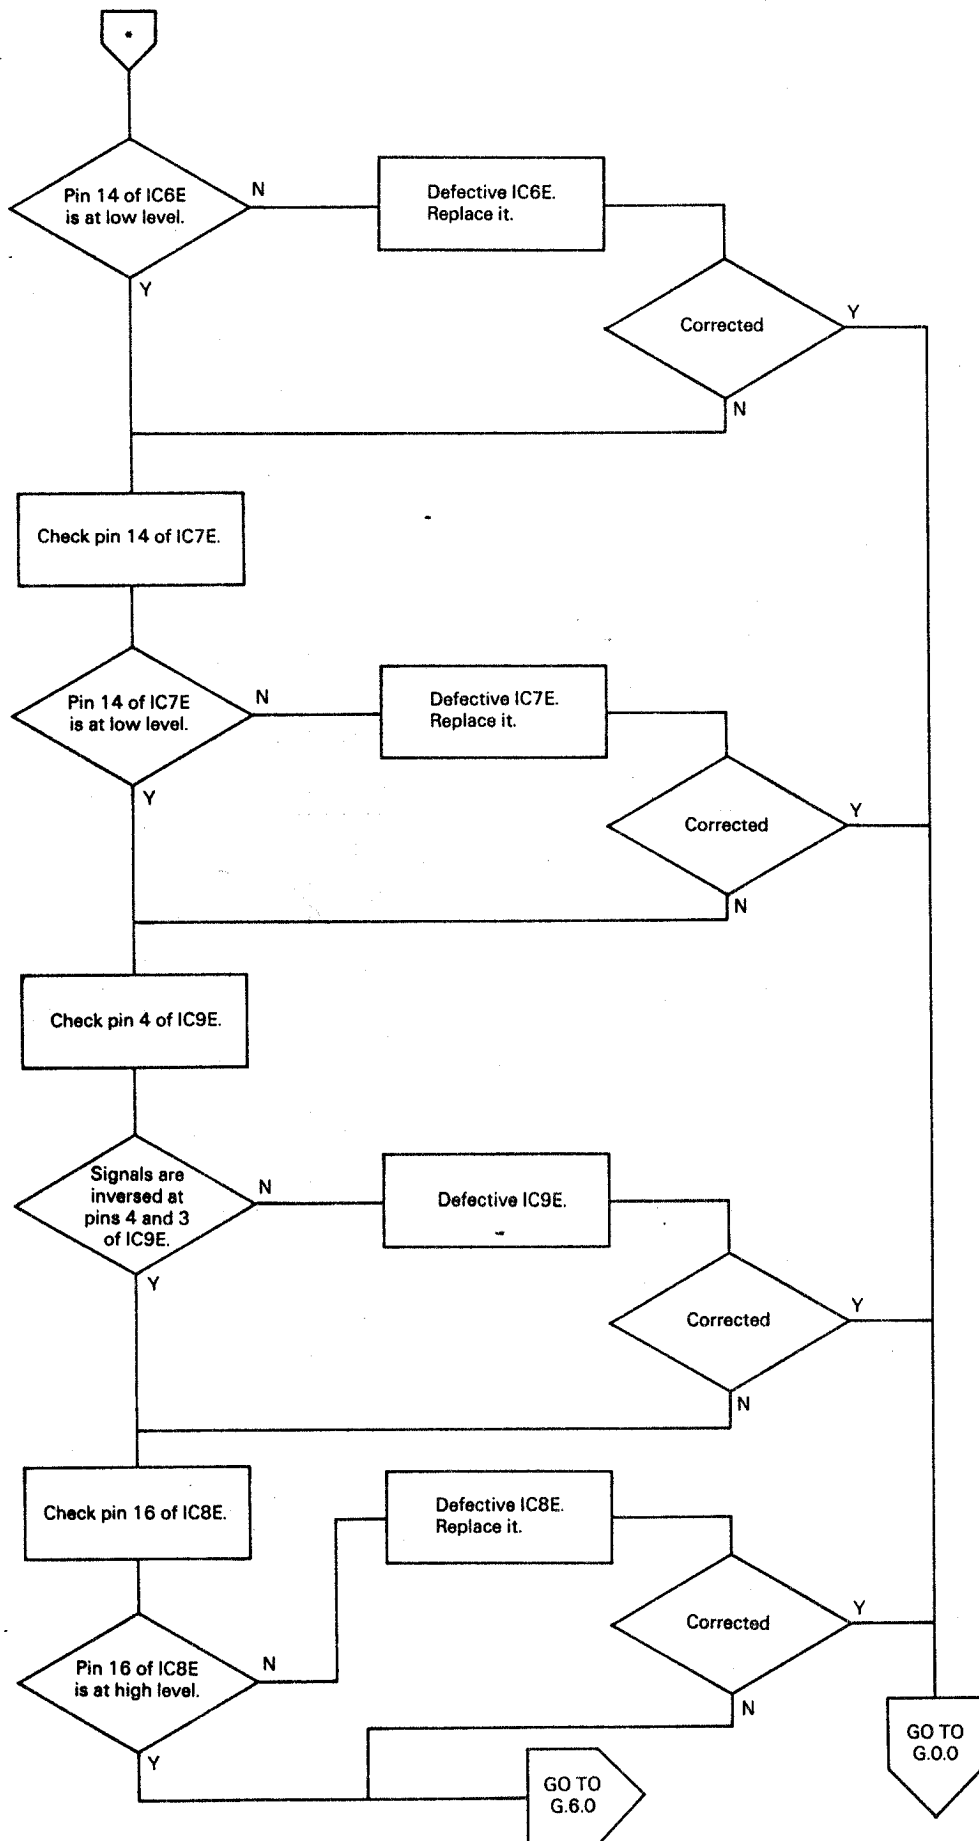 *
Pin 14 of IC6E
is at low level.
N
Y
Defective IC6E.
Replace it.
Corrected
Y
N
Check pin 14 of IC7E.
Pin 14 of IC7E
is at low level.
N
Y
Defective IC7E.
Replace it.
Corrected
Y
N
Check pin 4 of IC9E.
Signals are
inversed at
pins 4 and 3
of IC9E.
N
Y
Defective IC9E.
Corrected
Y
N
Check pin 16 of IC8E.
Pin 16 of IC8E
is at high level.
N
Y
Defective IC8E.
Replace it.
Corrected
Y
N
GO TO
G.6.0
GO TO
G.0.0